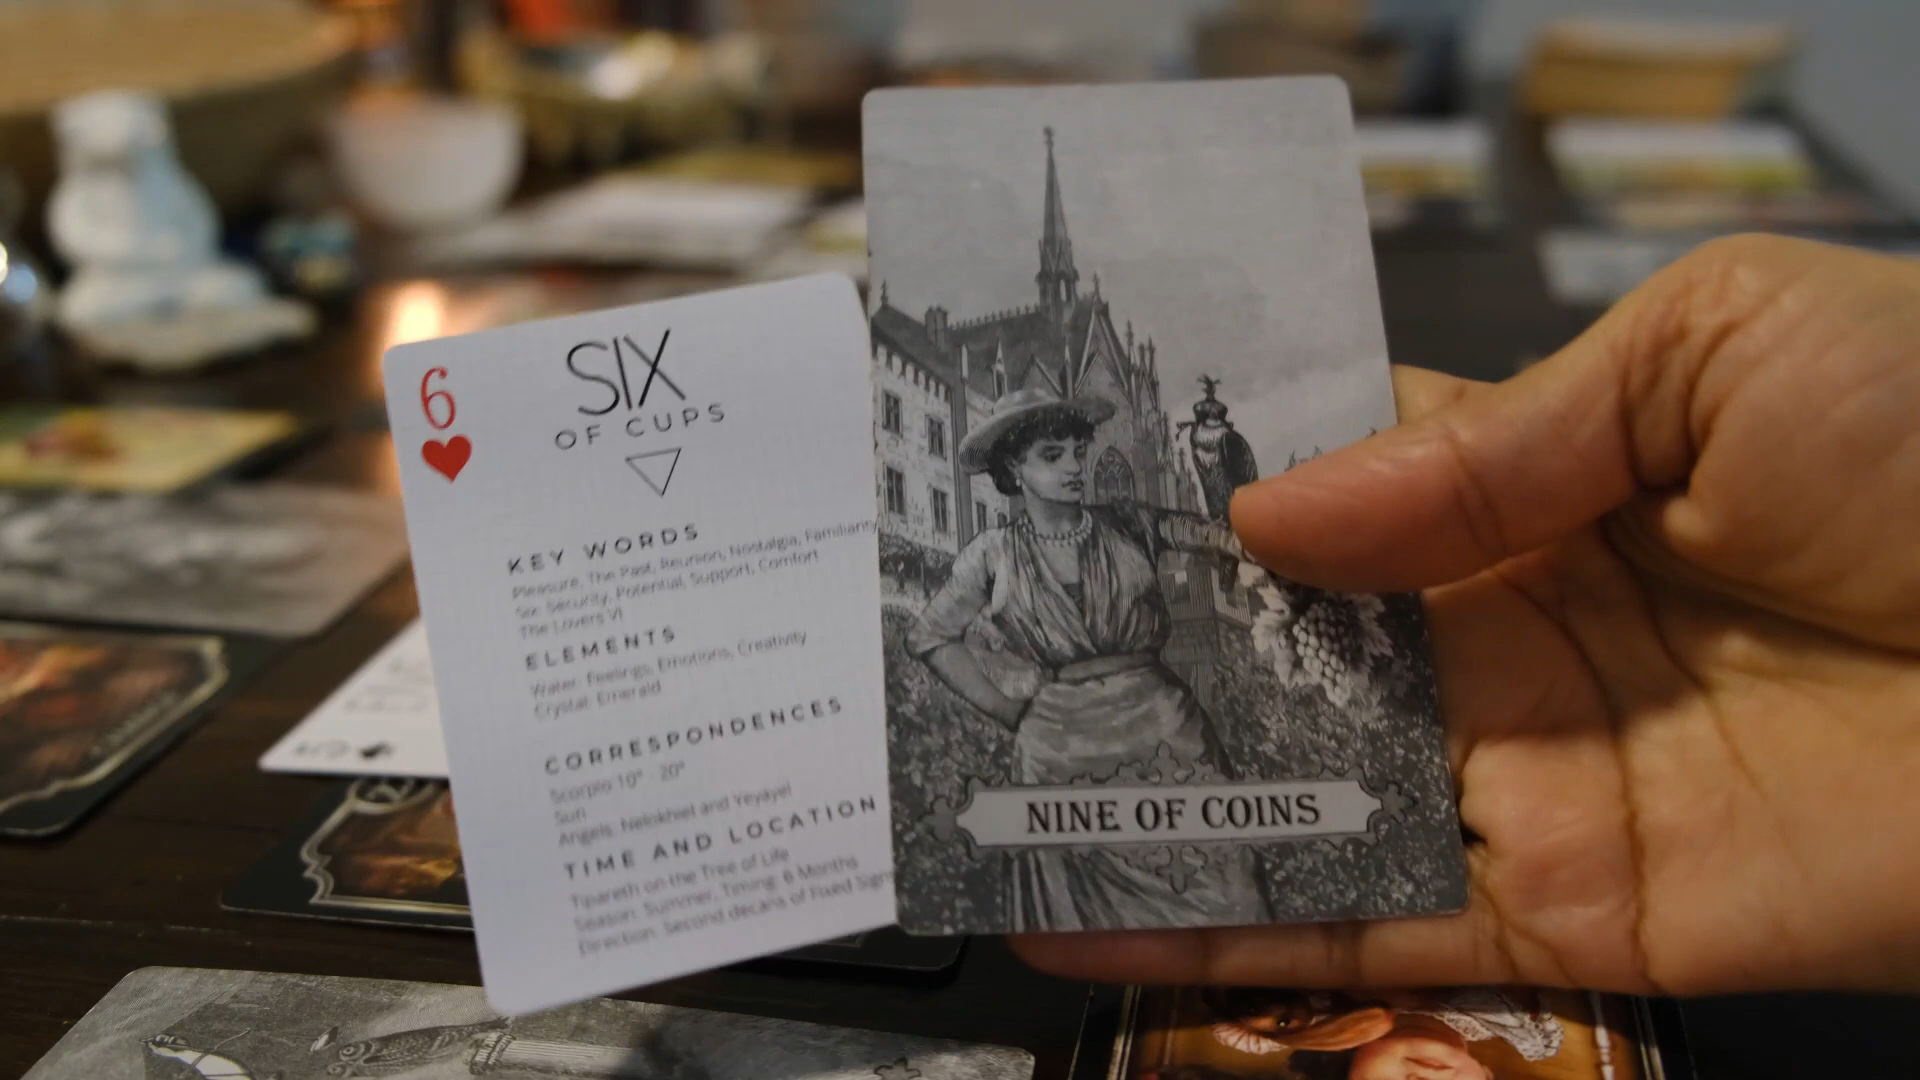 6
SIX
OF CUPS
KEY WORDS
Pleasure, The Past, Reunion, Nostalgia, Familiarity
Six: Security, Potential, Support, Comfort
The Lovers VI
ELEMENTS
Water: Feelings, Emotions, Creativity
Crystal: Emerald
CORRESPONDENCES
Scorpio 10° - 20°
Sun
Angels: Nelokhiel and Yeyayel
TIME AND LOCATION
Tipareth on the Tree of Life
Season: Summer, Timing: 6 Months
Direction: Second decans of Fixed Signs
NINE OF COINS